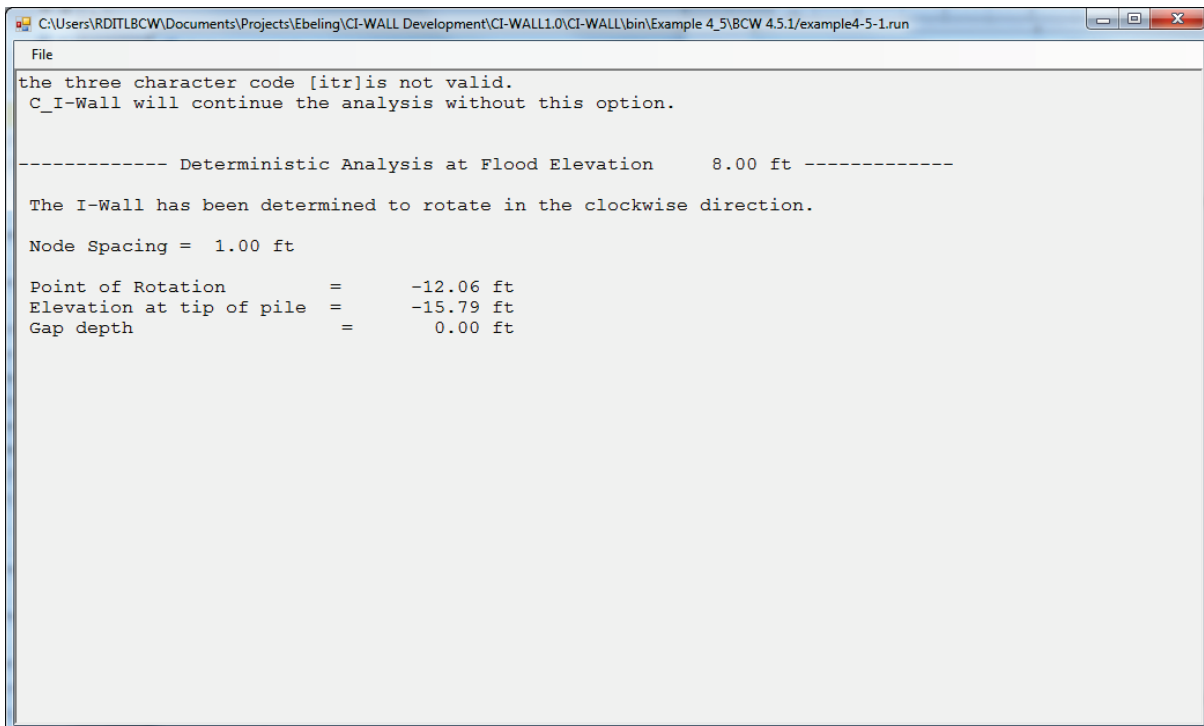 C:\Users\RDITLBCW\Documents\Projects\Ebeling\CI-WALL Development\CI-WALL1.0\CI-WALL\bin\Example 4_5\BCW 4.5.1/example4-5-1.run
File
the three character code [itr]is not valid.
C_I-Wall will continue the analysis without this option.
------------- Deterministic Analysis at Flood Elevation     8.00 ft -------------
The I-Wall has been determined to rotate in the clockwise direction.
Node Spacing =  1.00 ft
Point of Rotation         =      -12.06 ft
Elevation at tip of pile  =      -15.79 ft
Gap depth                  =       0.00 ft